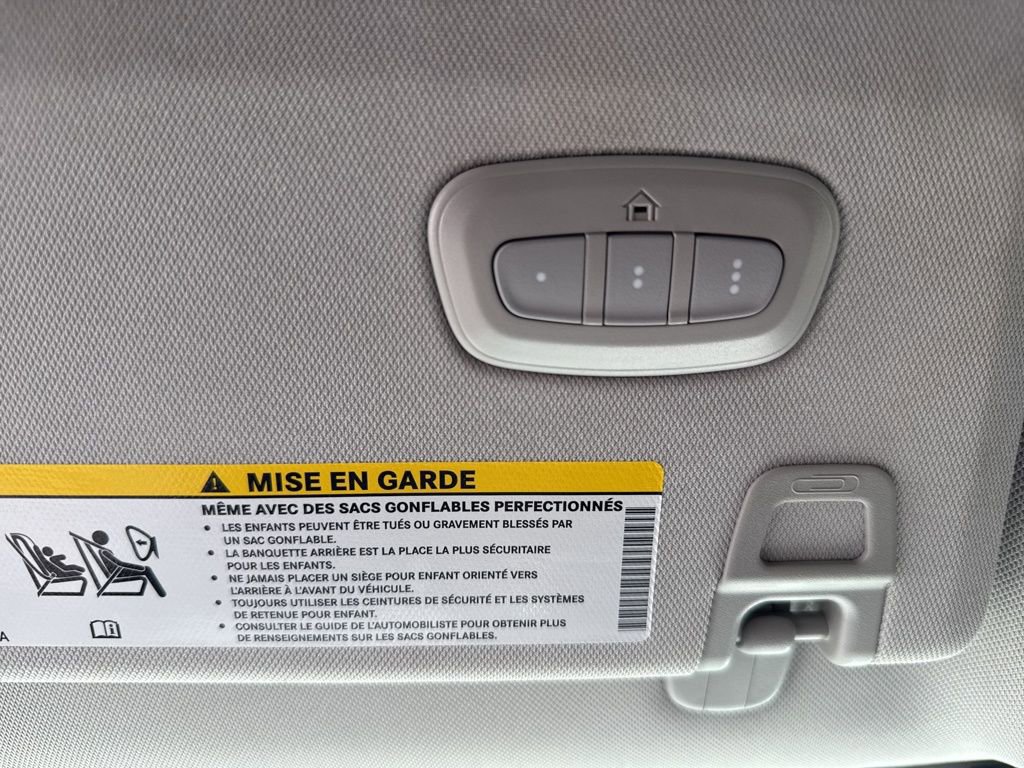 MISE EN GARDE
MÊME AVEC DES SACS GONFLABLES PERFECTIONNÉS
• LES ENFANTS PEUVENT ÊTRE TUÉS OU GRAVEMENT BLESSÉS PAR
UN SAC GONFLABLE.
• LA BANQUETTE ARRIÈRE EST LA PLACE LA PLUS SÉCURITAIRE
POUR LES ENFANTS.
• NE JAMAIS PLACER UN SIÈGE POUR ENFANT ORIENTÉ VERS
L'ARRIÈRE À L'AVANT DU VÉHICULE.
• TOUJOURS UTILISER LES CEINTURES DE SÉCURITÉ ET LES SYSTÈMES
DE RETENUE POUR ENFANT.
• CONSULTER LE GUIDE DE L'AUTOMOBILISTE POUR OBTENIR PLUS
DE RENSEIGNEMENTS SUR LES SACS GONFLABLES.
A